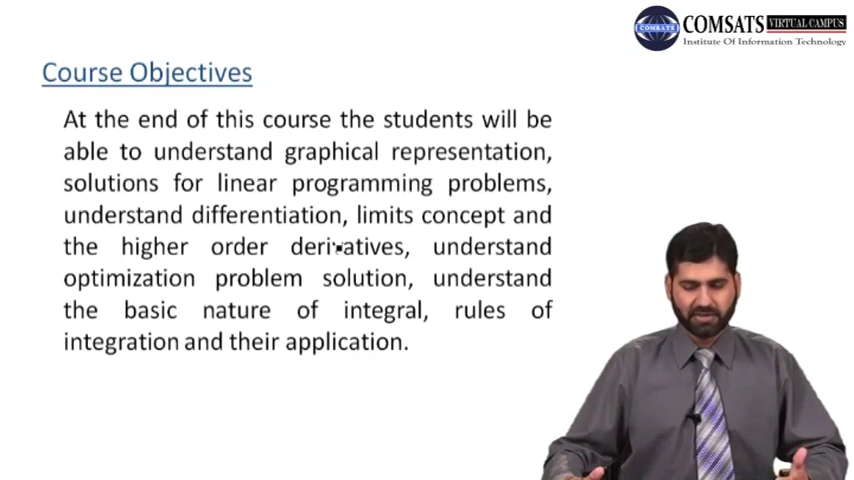 COMSATS VIRTUAL CAMPUS
COMSATS
Institute Of Information Technology
Course Objectives
At the end of this course the students will be
able to understand graphical representation,
solutions for linear programming problems,
understand differentiation, limits concept and
the higher order derivatives, understand
optimization problem solution, understand
the basic nature of integral, rules of
integration and their application.